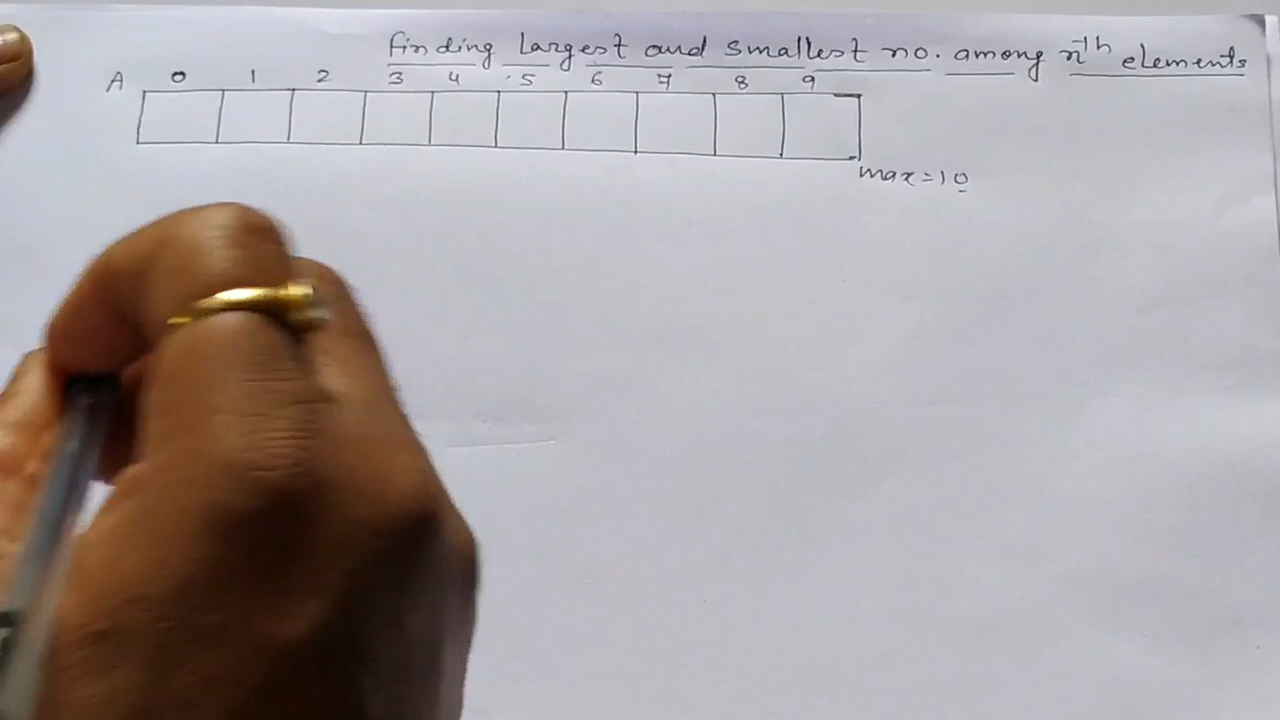 Finding Largest and smallest no. among nth elements
A 0 1 2 3 4 5 6 7 8 9
max=10